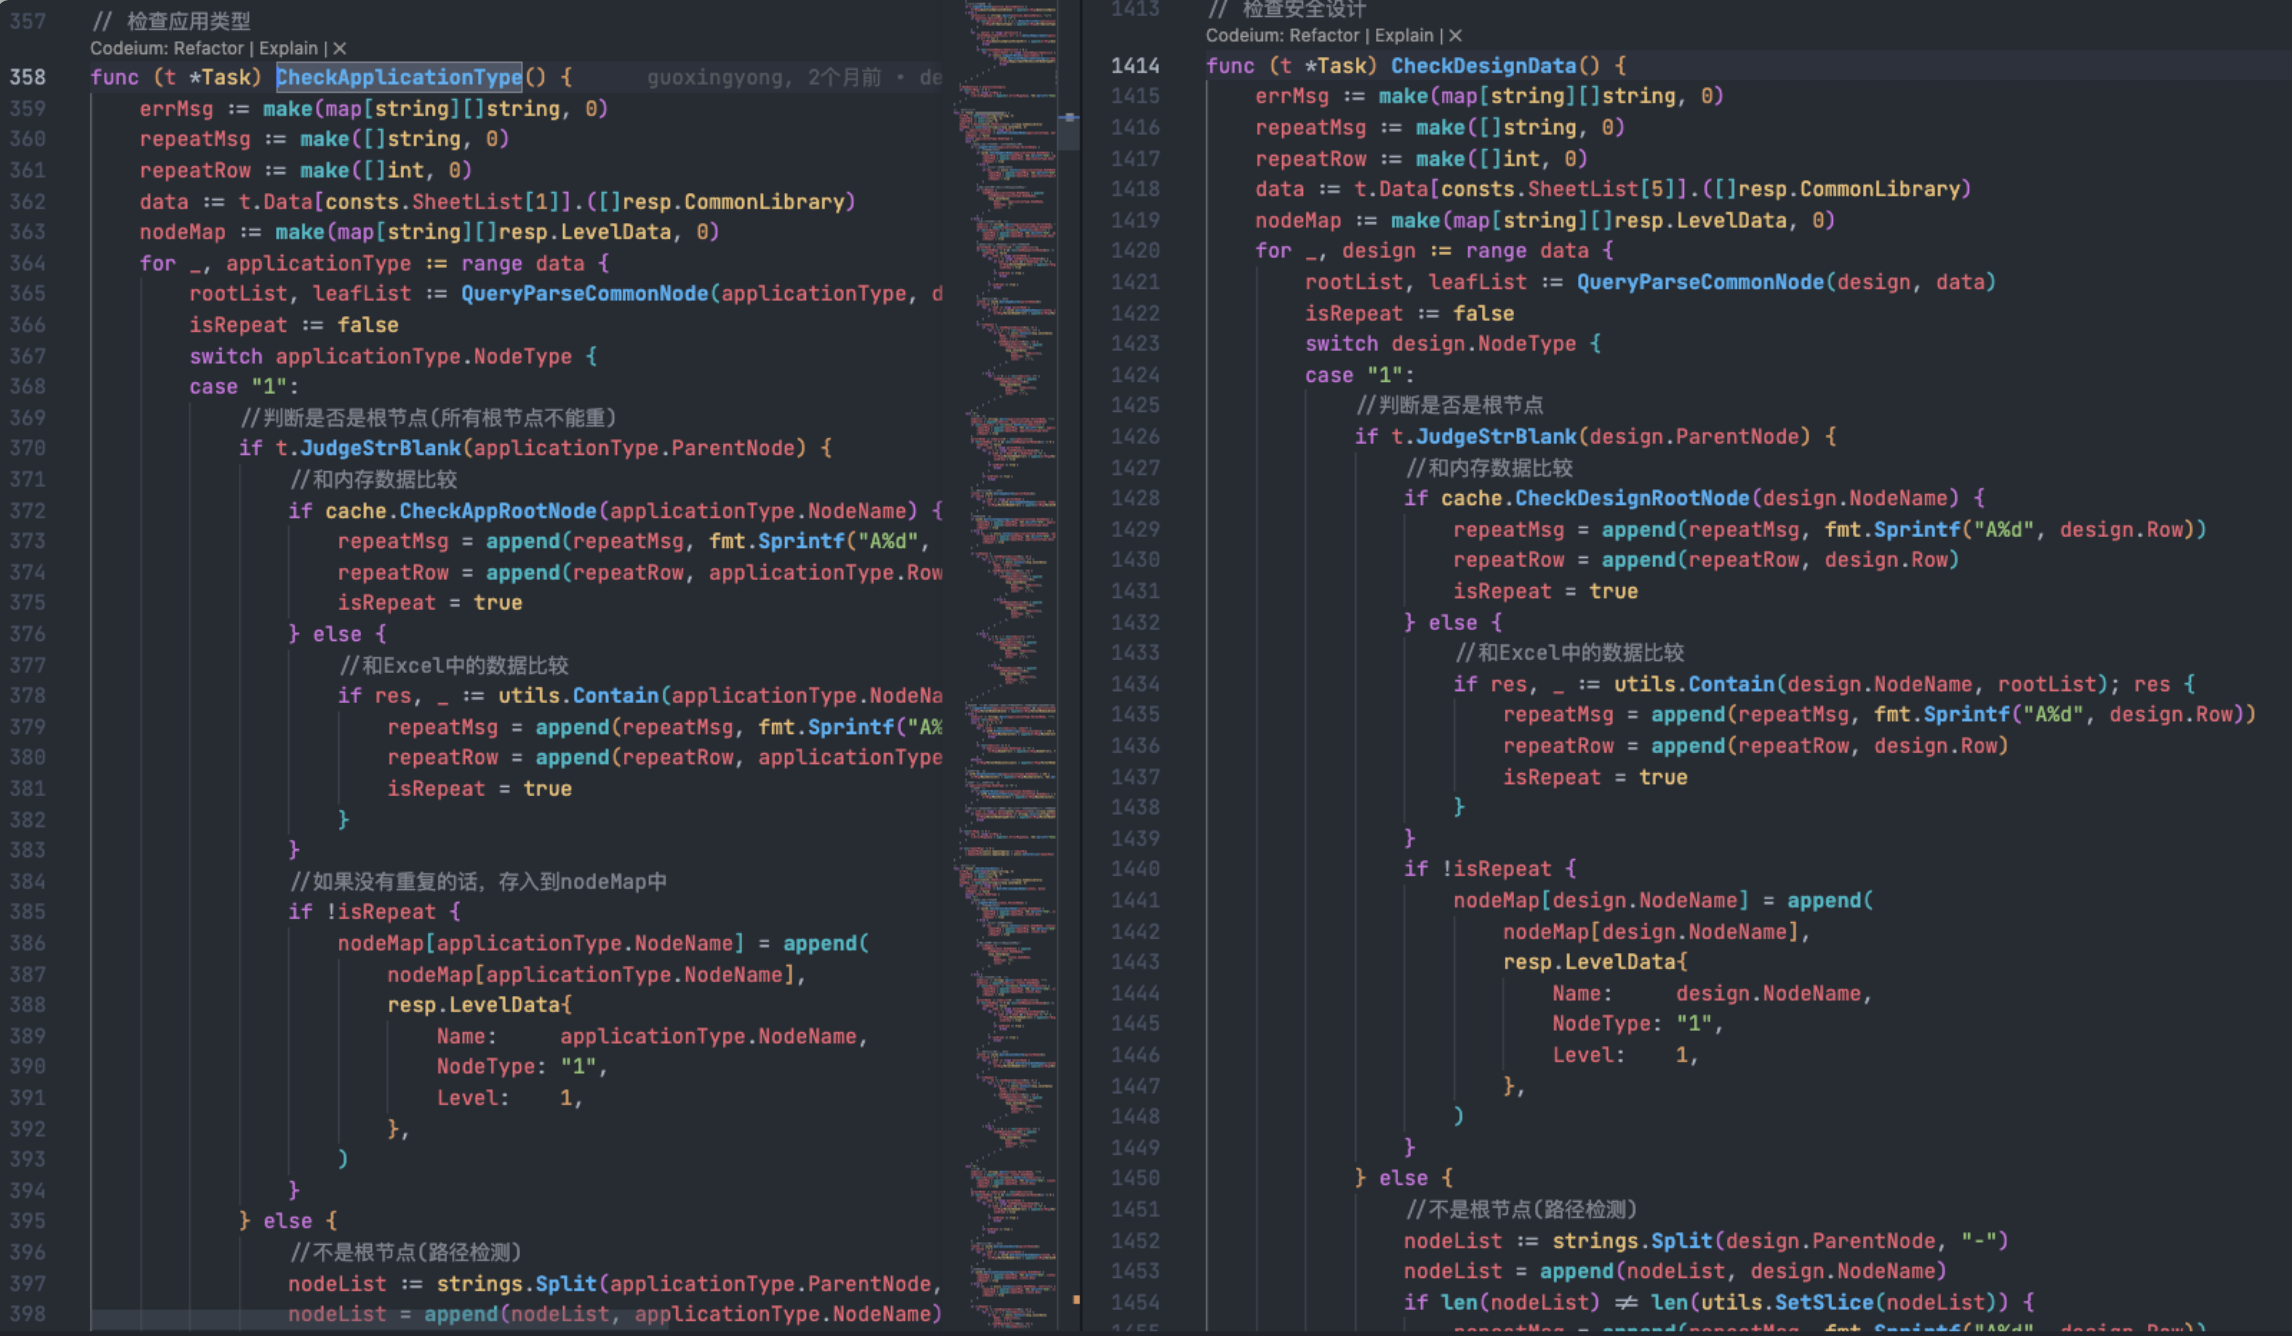 357 // 检查应用类型
Codeium: Refactor | Explain | ✕
358 func (t *Task) CheckApplicationType() { guoxingyong, 2个月前 • de
359 errMsg := make(map[string][]string, 0)
360 repeatMsg := make([]string, 0)
361 repeatRow := make([]int, 0)
362 data := t.Data[consts.SheetList[1]].([]resp.CommonLibrary)
363 nodeMap := make(map[string][]resp.LevelData, 0)
364 for _, applicationType := range data {
365 rootList, leafList := QueryParseCommonNode(applicationType, d
366 isRepeat := false
367 switch applicationType.NodeType {
368 case "1":
369 //判断是否是根节点(所有根节点不能重)
370 if t.JudgeStrBlank(applicationType.ParentNode) {
371 //和内存数据比较
372 if cache.CheckAppRootNode(applicationType.NodeName) {
373 repeatMsg = append(repeatMsg, fmt.Sprintf("A%d",
374 repeatRow = append(repeatRow, applicationType.Row
375 isRepeat = true
376 } else {
377 //和Excel中的数据比较
378 if res, _ := utils.Contain(applicationType.NodeNa
379 repeatMsg = append(repeatMsg, fmt.Sprintf("A%
380 repeatRow = append(repeatRow, applicationType
381 isRepeat = true
382 }
383 }
384 //如果没有重复的话，存入到nodeMap中
385 if !isRepeat {
386 nodeMap[applicationType.NodeName] = append(
387 nodeMap[applicationType.NodeName],
388 resp.LevelData{
389 Name: applicationType.NodeName,
390 NodeType: "1",
391 Level: 1,
392 },
393 )
394 }
395 } else {
396 //不是根节点(路径检测)
397 nodeList := strings.Split(applicationType.ParentNode,
398 nodeList = append(nodeList, applicationType.NodeName)
1413 // 检查安全设计
Codeium: Refactor | Explain | ✕
1414 func (t *Task) CheckDesignData() {
1415 errMsg := make(map[string][]string, 0)
1416 repeatMsg := make([]string, 0)
1417 repeatRow := make([]int, 0)
1418 data := t.Data[consts.SheetList[5]].([]resp.CommonLibrary)
1419 nodeMap := make(map[string][]resp.LevelData, 0)
1420 for _, design := range data {
1421 rootList, leafList := QueryParseCommonNode(design, data)
1422 isRepeat := false
1423 switch design.NodeType {
1424 case "1":
1425 //判断是否是根节点
1426 if t.JudgeStrBlank(design.ParentNode) {
1427 //和内存数据比较
1428 if cache.CheckDesignRootNode(design.NodeName) {
1429 repeatMsg = append(repeatMsg, fmt.Sprintf("A%d", design.Row))
1430 repeatRow = append(repeatRow, design.Row)
1431 isRepeat = true
1432 } else {
1433 //和Excel中的数据比较
1434 if res, _ := utils.Contain(design.NodeName, rootList); res {
1435 repeatMsg = append(repeatMsg, fmt.Sprintf("A%d", design.Row))
1436 repeatRow = append(repeatRow, design.Row)
1437 isRepeat = true
1438 }
1439 }
1440 if !isRepeat {
1441 nodeMap[design.NodeName] = append(
1442 nodeMap[design.NodeName],
1443 resp.LevelData{
1444 Name: design.NodeName,
1445 NodeType: "1",
1446 Level: 1,
1447 },
1448 )
1449 }
1450 } else {
1451 //不是根节点(路径检测)
1452 nodeList := strings.Split(design.ParentNode, "-")
1453 nodeList = append(nodeList, design.NodeName)
1454 if len(nodeList) ≠ len(utils.SetSlice(nodeList)) {
1455 repeatMsg = append(repeatMsg, fmt.Sprintf("A%d", design.Row))